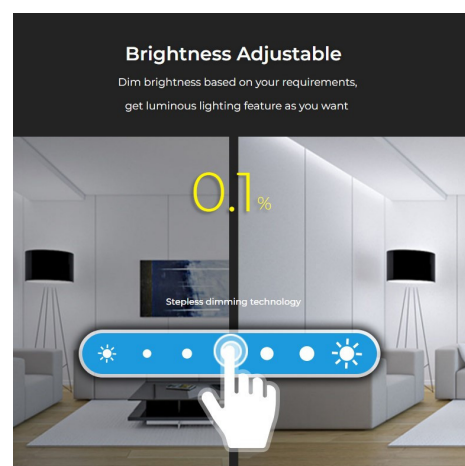 Brightness Adjustable
Dim brightness based on your requirements,
get luminous lighting feature as you want
0.1%
Stepless dimming technology